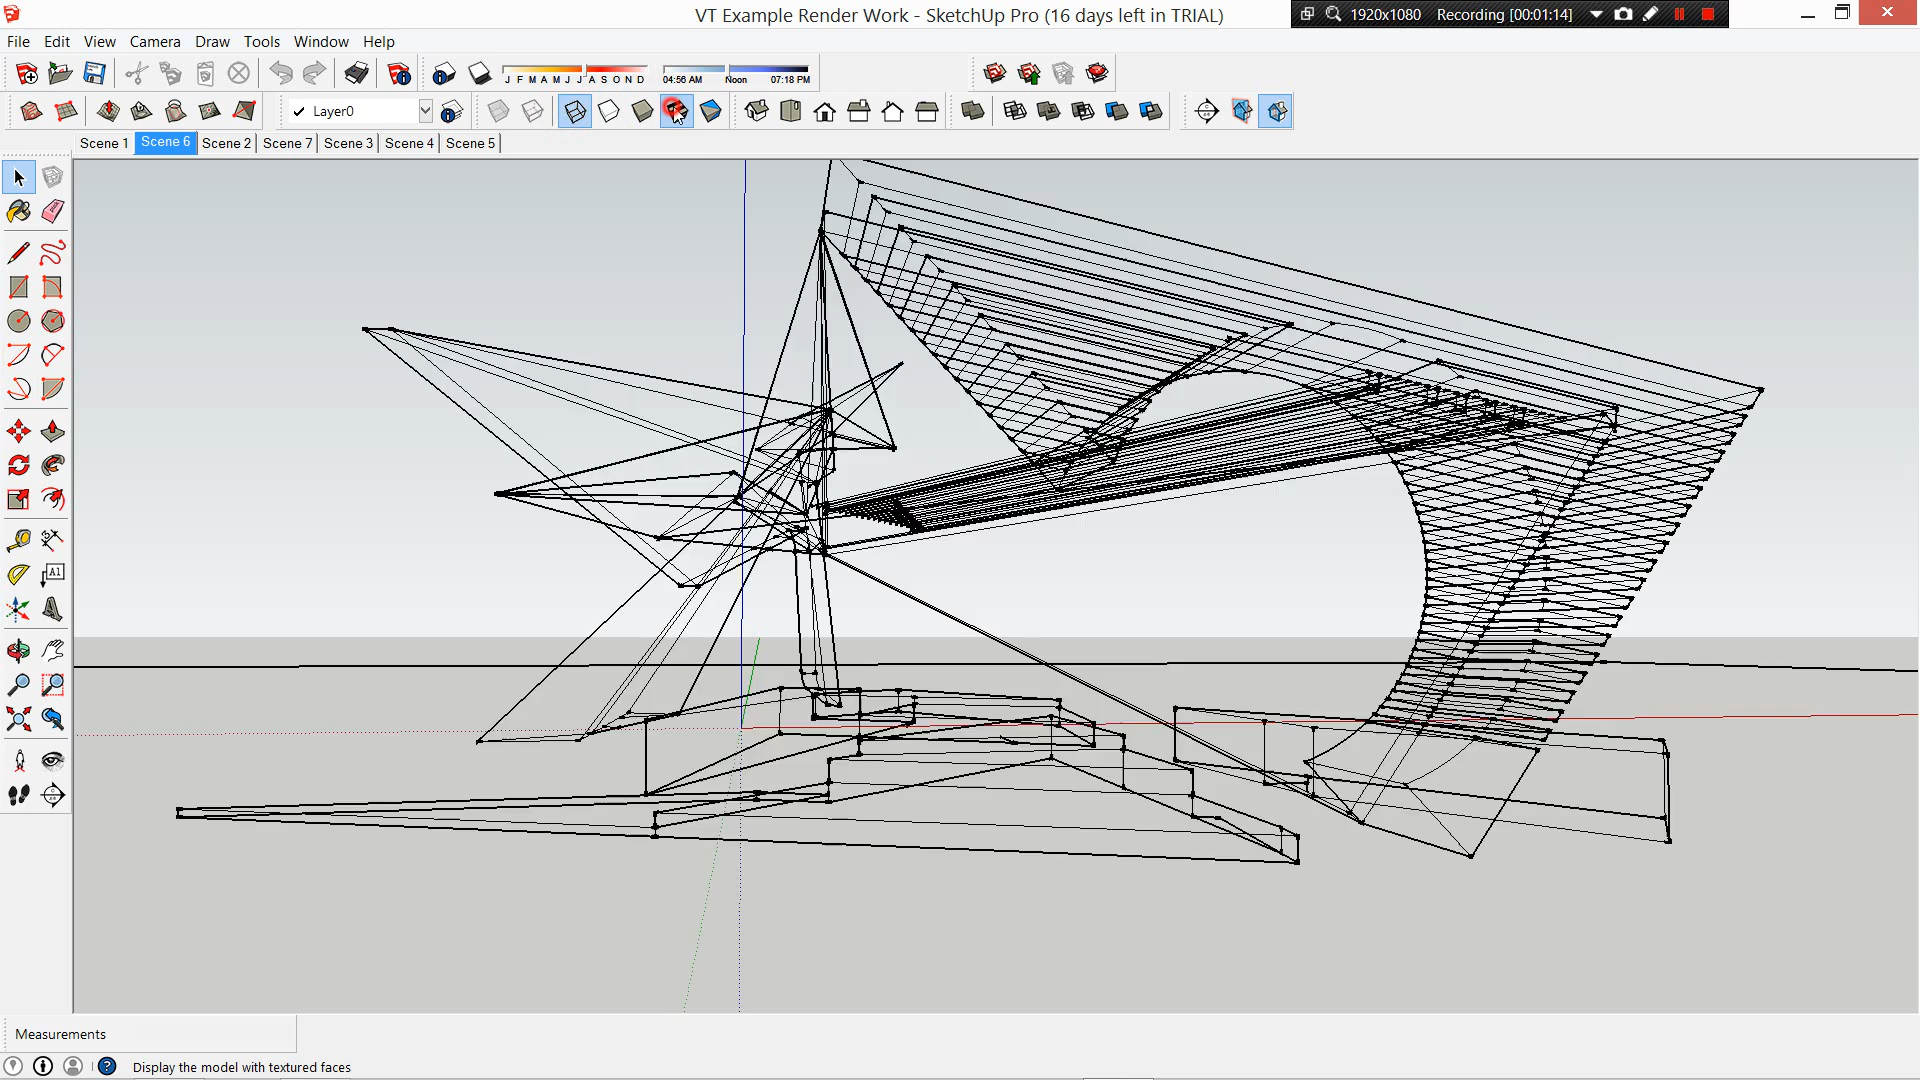 VT Example Render Work - SketchUp Pro (16 days left in TRIAL)
1920x1080 Recording [00:01:14]
File Edit View Camera Draw Tools Window Help
J F M A M J J A S O N D
04:56 AM Noon 07:18 PM
Layer0
Scene 1 Scene 6 Scene 2 Scene 7 Scene 3 Scene 4 Scene 5
A1
Measurements
Display the model with textured faces